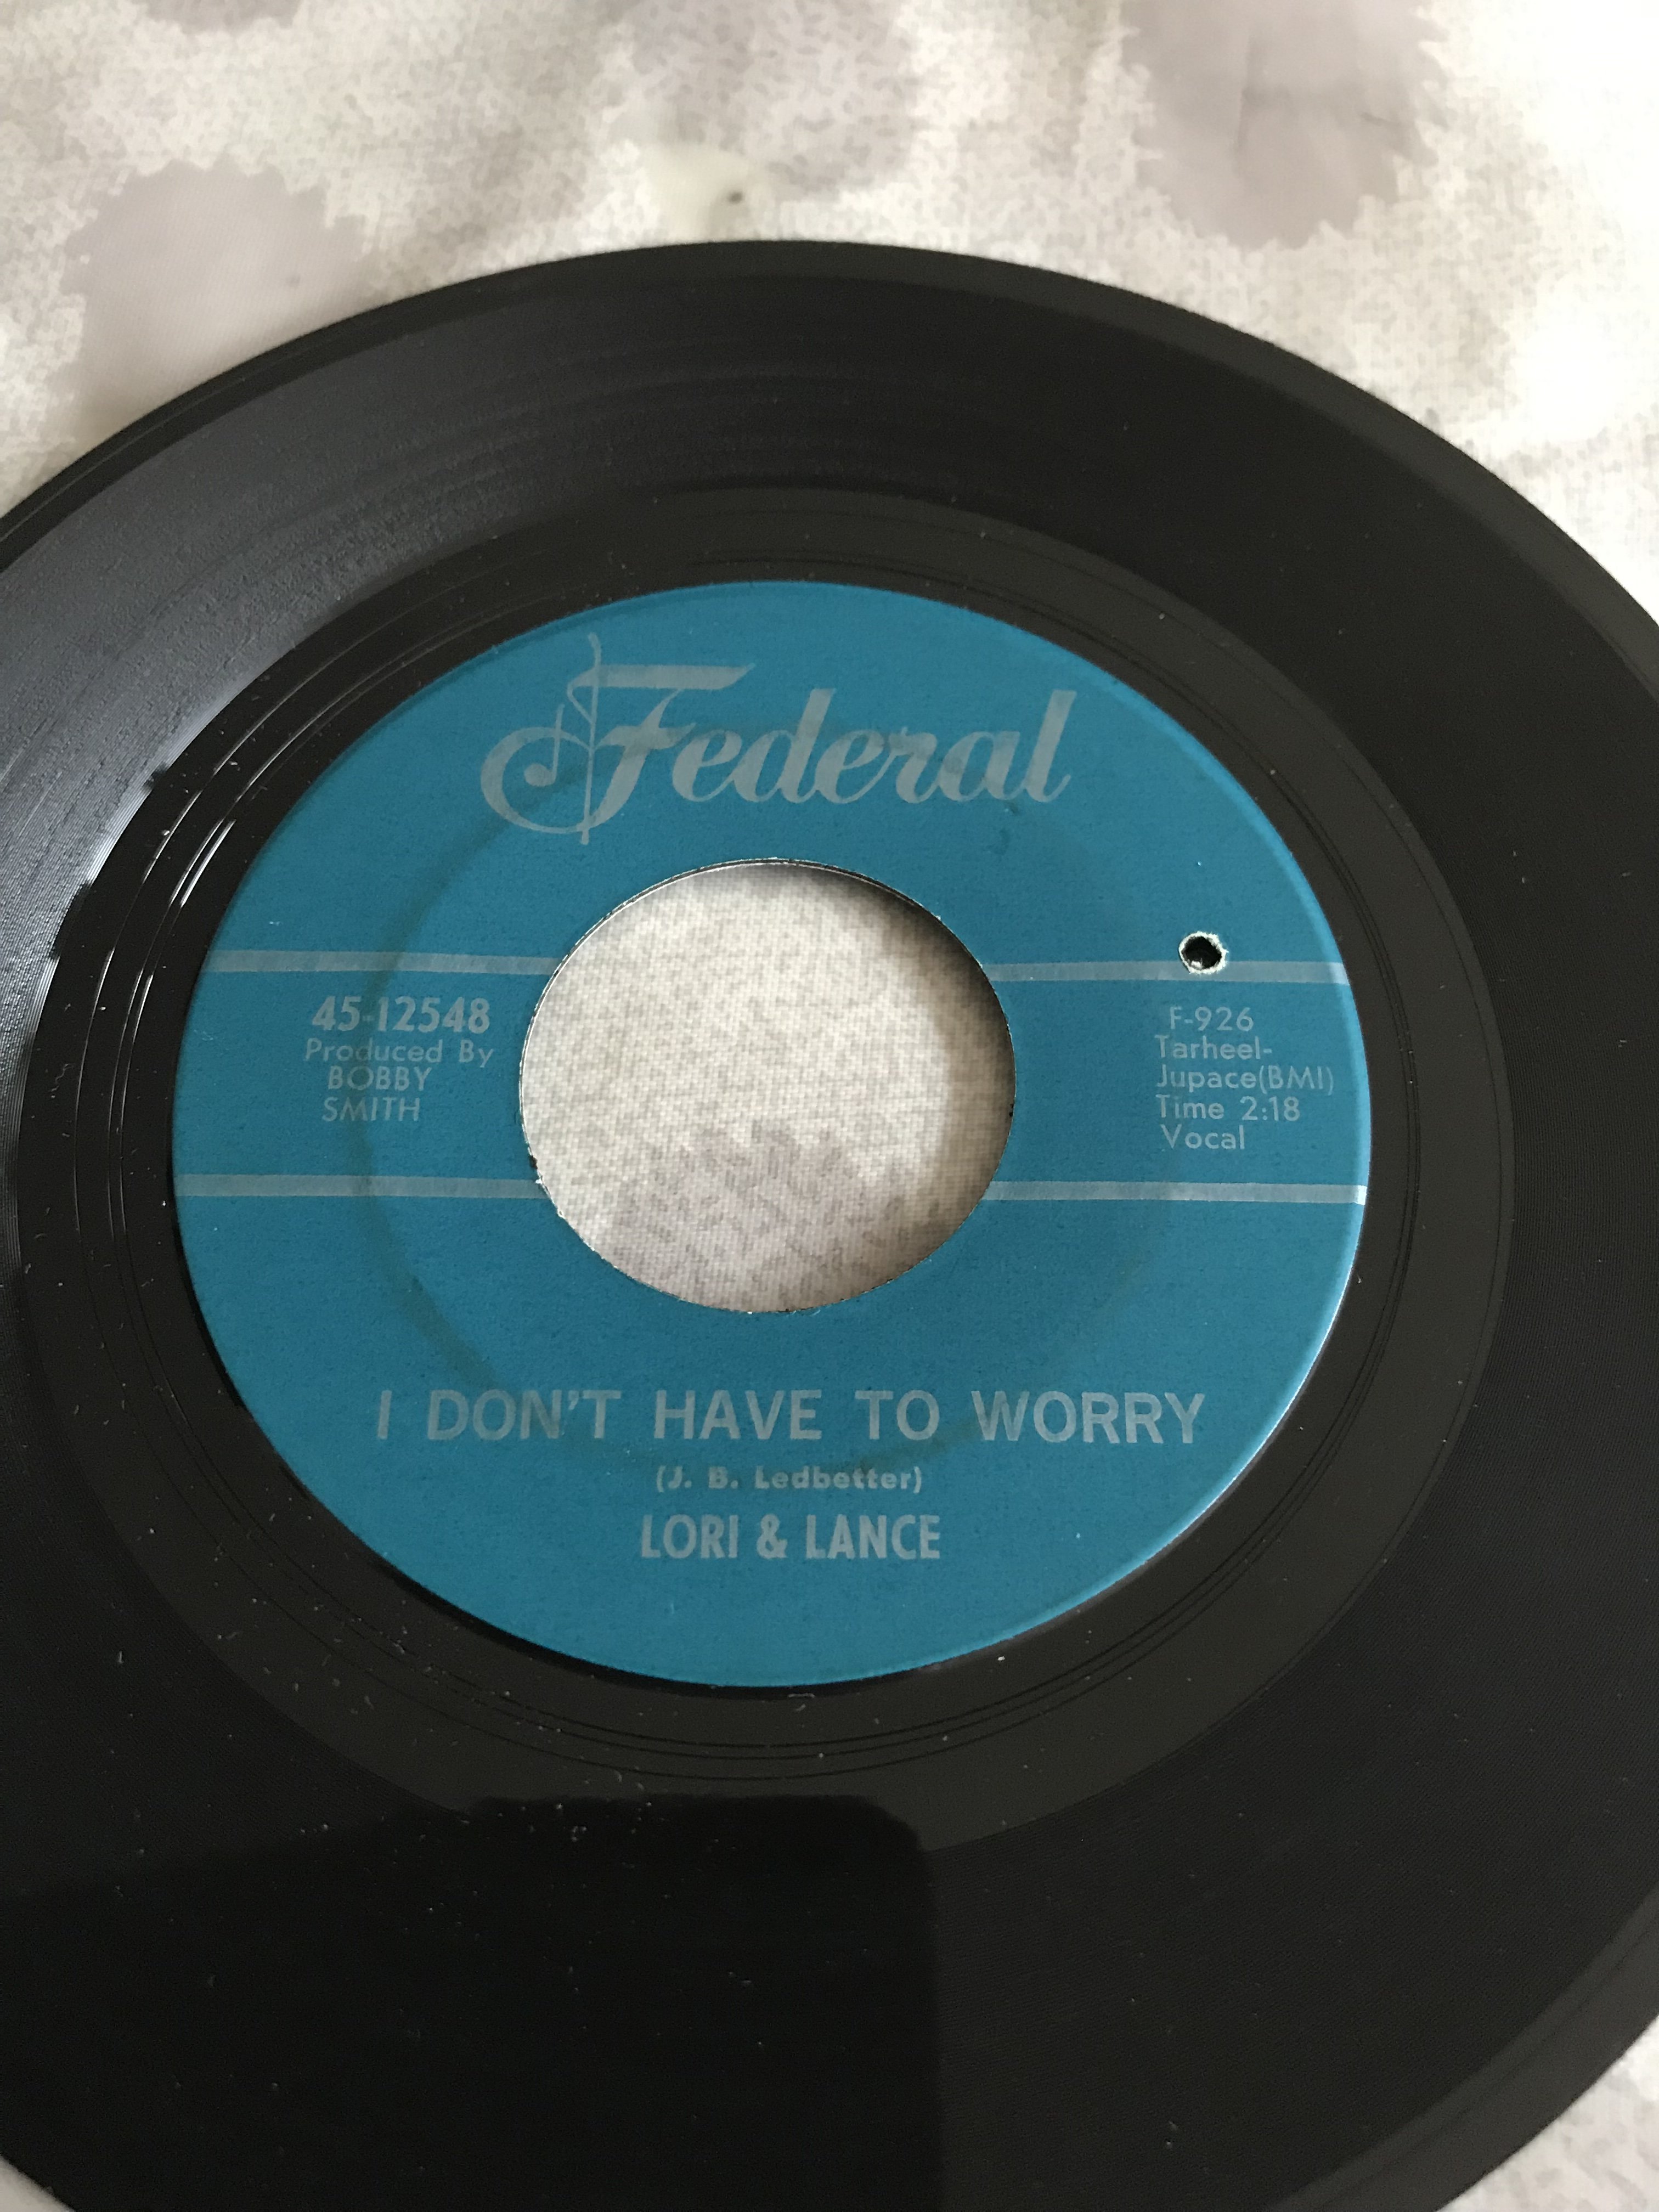 Federal
45-12548
Produced By
BOBBY
SMITH
F-926
Tarheel-
Jupace(BMI)
Time 2:18
Vocal
I DON'T HAVE TO WORRY
(J. B. Ledbetter)
LORI & LANCE